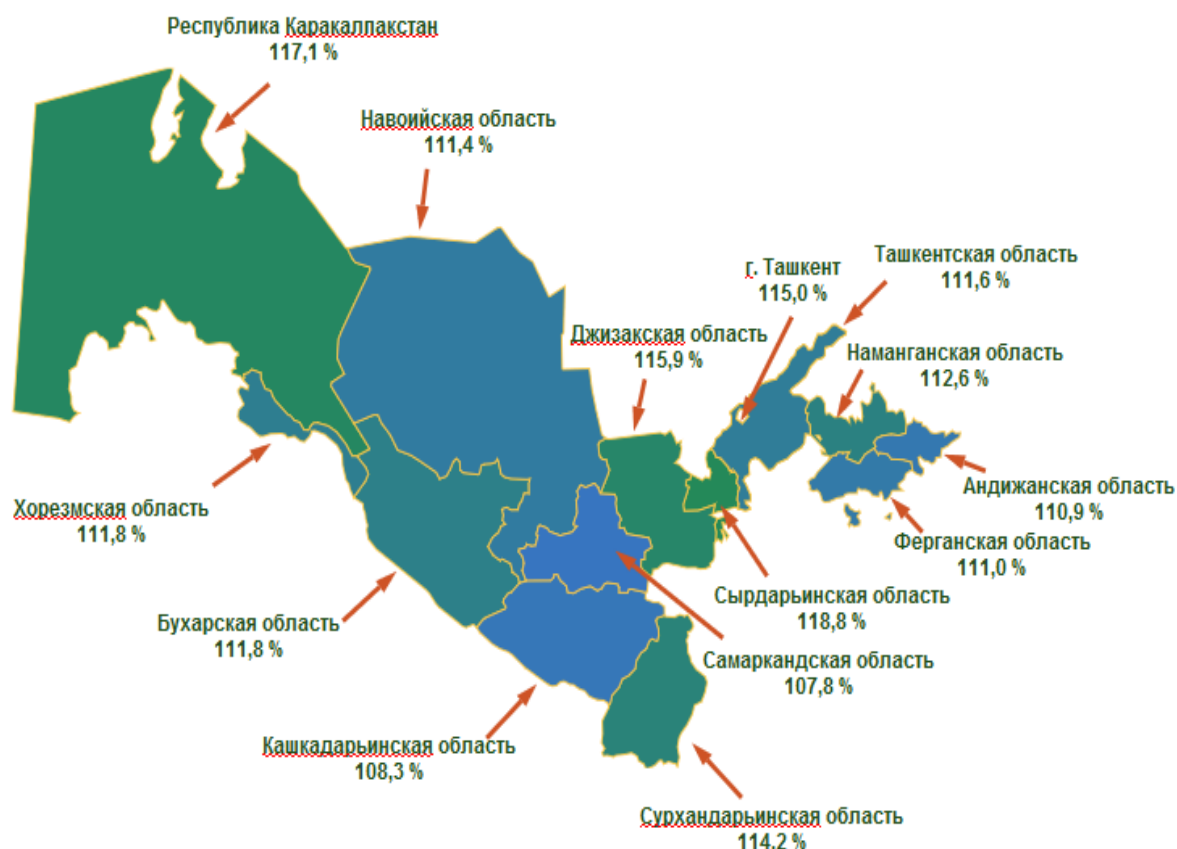 Республика Каракалпакстан
117,1 %
Навоийская область
111,4 %
г. Ташкент
115,0 %
Ташкентская область
111,6 %
Джизакская область
115,9 %
Наманганская область
112,6 %
Андижанская область
110,9 %
Хорезмская область
111,8 %
Ферганская область
111,0 %
Сырдарьинская область
118,8 %
Бухарская область
111,8 %
Самаркандская область
107,8 %
Кашкадарьинская область
108,3 %
Сурхандарьинская область
114,2 %